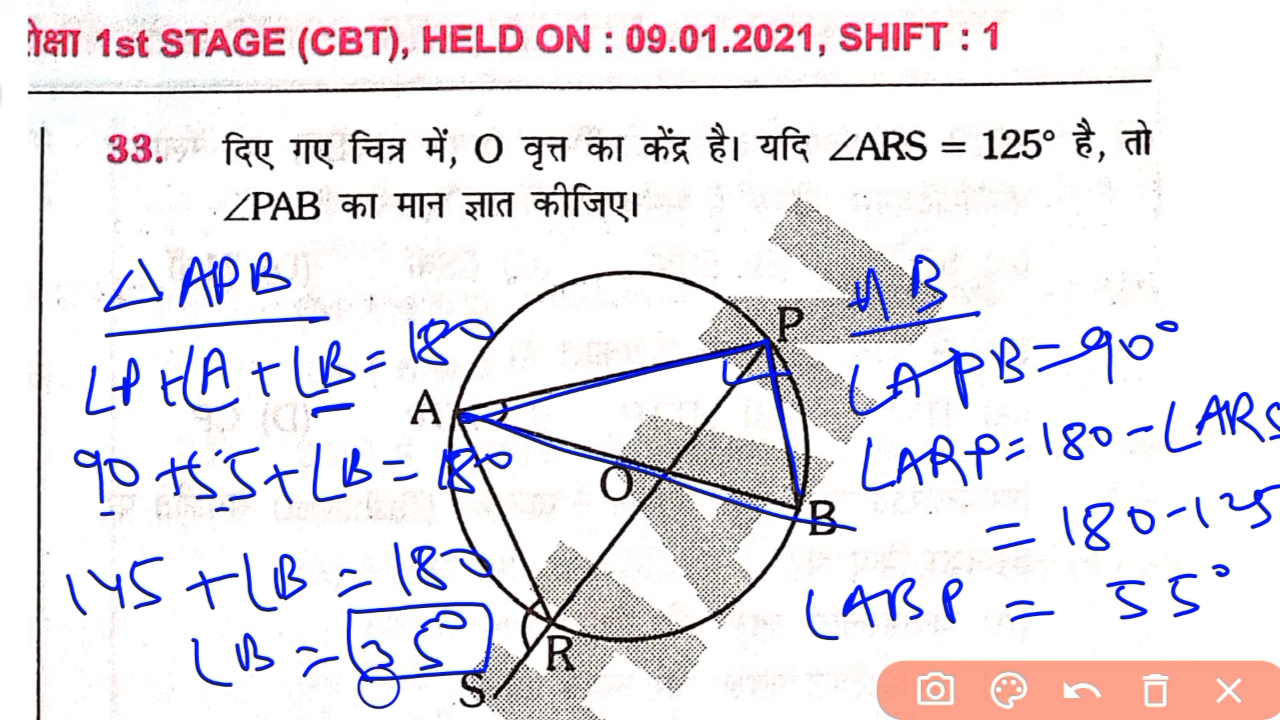 1st STAGE (CBT), HELD ON : 09.01.2021, SHIFT : 1
33. दिए गए चित्र में, O वृत्त का केंद्र है। यदि ∠ARS = 125° है, तो
∠PAB का मान ज्ञात कीजिए।
△ APB
∠P + ∠A + ∠B = 180
90 + 55 + ∠B = 180
145 + ∠B = 180
∠B = 35°
A
P
O
B
R
S
B
∠APB = 90°
∠ARP = 180 - ∠ARS
= 180 - 125
∠ABP = 55°